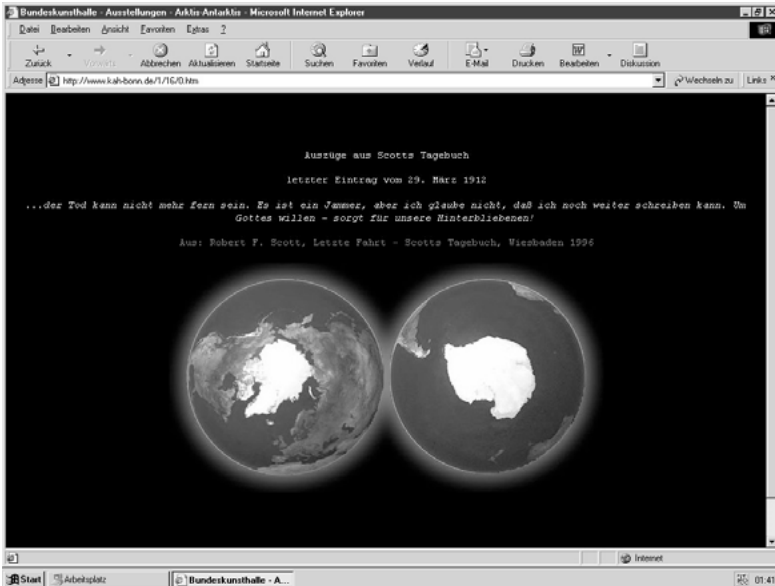 Bundeskunsthalle - Ausstellungen - Arktis-Antarktis - Microsoft Internet Explorer
Datei Bearbeiten Ansicht Favoriten Extras ?
Zurück Vorwärts Abbrechen Aktualisieren Startseite Suchen Favoriten Verlauf E-Mail Drucken Bearbeiten Diskussion
Adresse http://www.kah-bonn.de/1/16/0.htm Wechseln zu Links »
Auszüge aus Scotts Tagebuch
letzter Eintrag vom 29. März 1912
...der Tod kann nicht mehr fern sein. Es ist ein Jammer, aber ich glaube nicht, daß ich noch weiter schreiben kann. Um
Gottes willen - sorgt für unsere Hinterbliebenen!
Aus: Robert F. Scott, Letzte Fahrt - Scotts Tagebuch, Wiesbaden 1996
Internet
Start Arbeitsplatz Bundeskunsthalle - A... 01:41